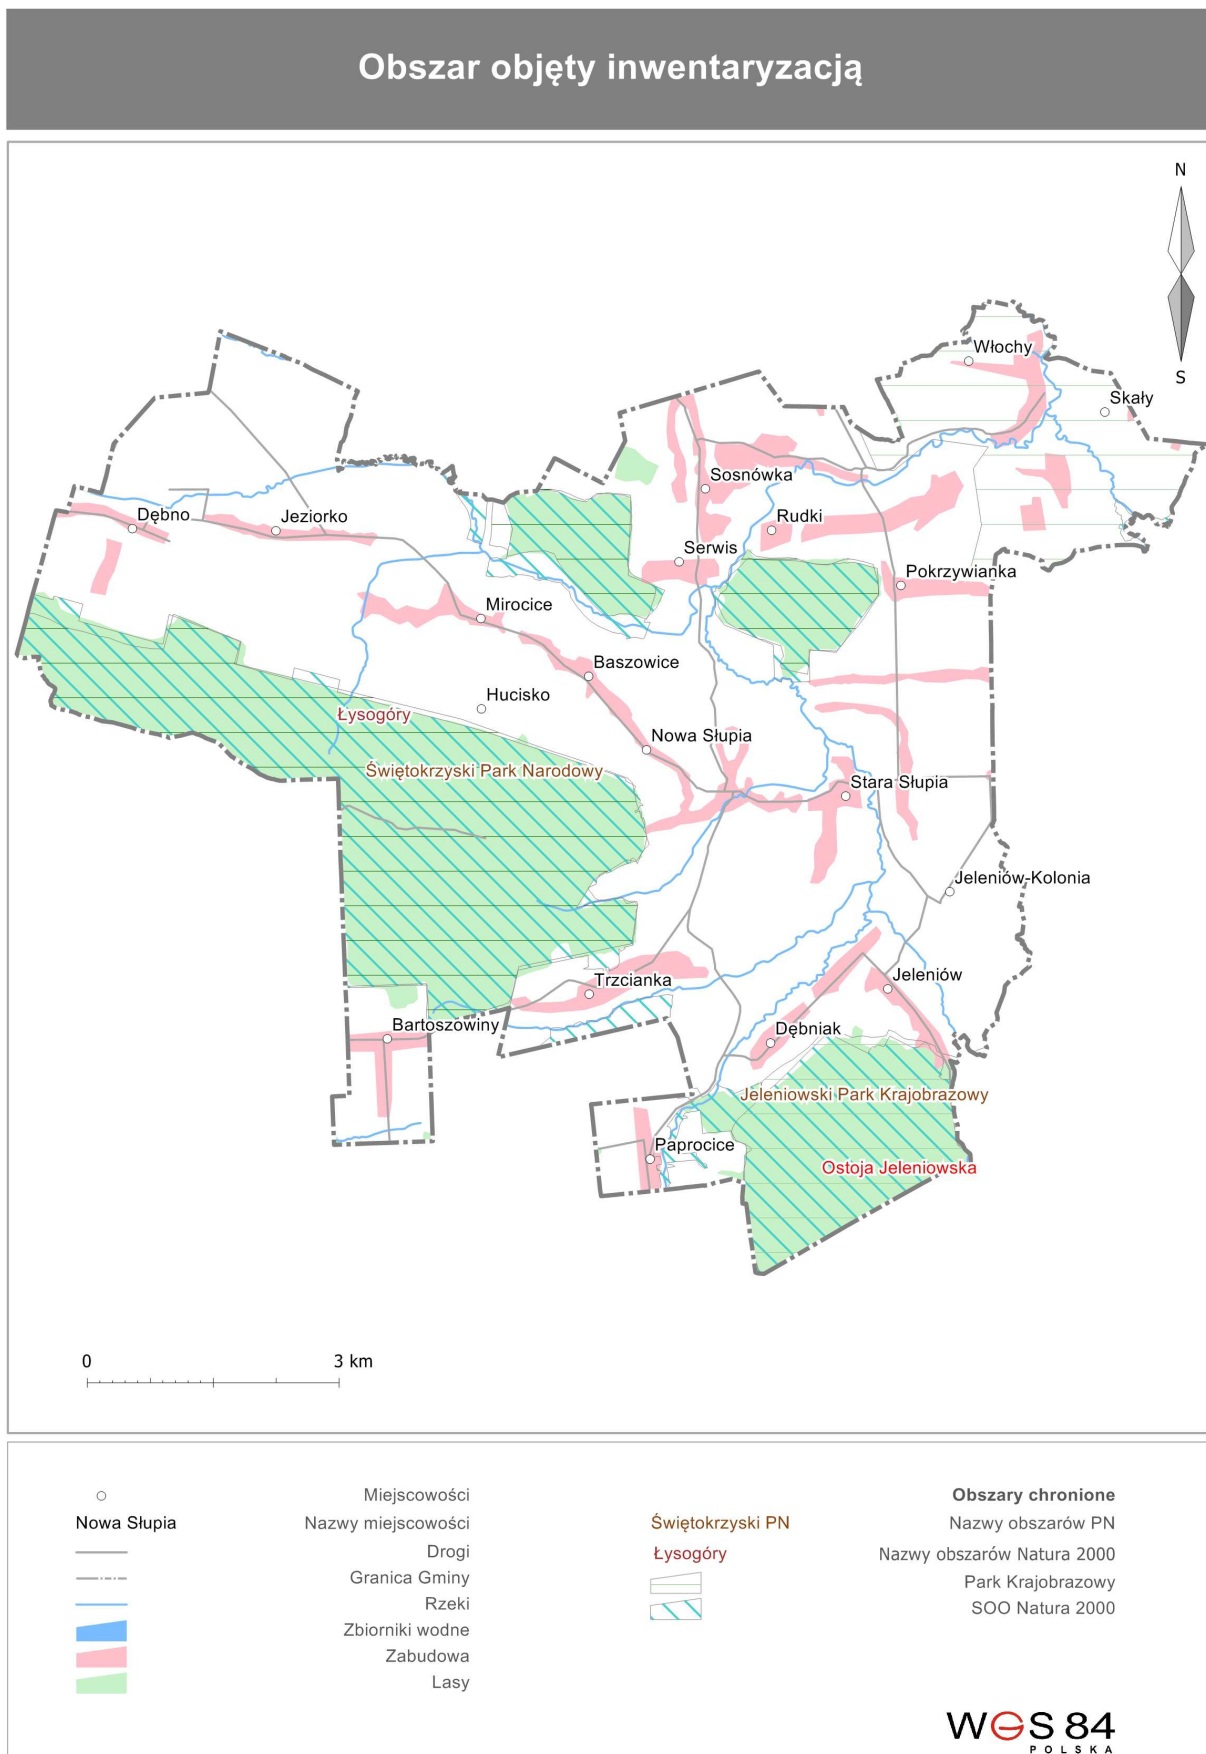 Obszar objęty inwentaryzacją
N
S
Włochy
Skały
Sosnówka
Dębno
Jeziorko
Rudki
Serwis
Pokrzywianka
Mirocice
Baszowice
Hucisko
Łysogóry
Nowa Słupia
Świętokrzyski Park Narodowy
Stara Słupia
Jeleniów-Kolonia
Trzcianka
Jeleniów
Bartoszowiny
Dębniak
Jeleniowski Park Krajobrazowy
Paprocice
Ostoja Jeleniowska
0 3 km
Miejscowości
Nowa Słupia Nazwy miejscowości
Drogi
Granica Gminy
Rzeki
Zbiorniki wodne
Zabudowa
Lasy
Obszary chronione
Świętokrzyski PN Nazwy obszarów PN
Łysogóry Nazwy obszarów Natura 2000
Park Krajobrazowy
SOO Natura 2000
WGS 84
POLSKA